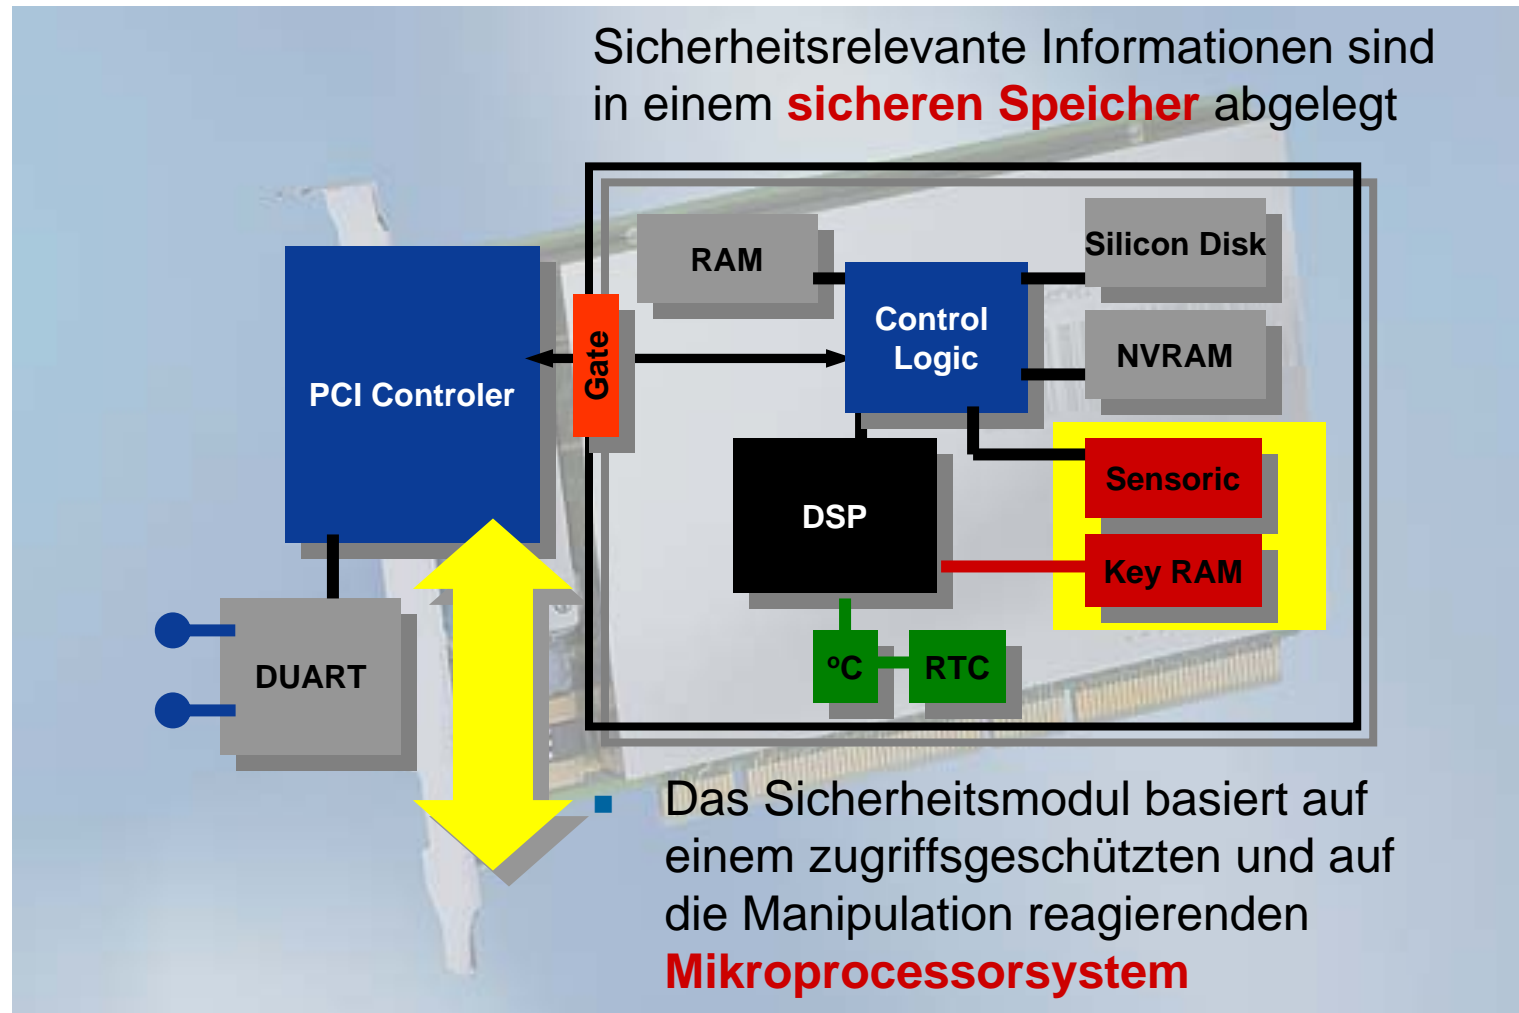 Sicherheitsrelevante Informationen sind
in einem sicheren Speicher abgelegt
RAM
Silicon Disk
Control
Logic
Gate
NVRAM
PCI Controler
Sensoric
DSP
Key RAM
ºC
RTC
DUART
Das Sicherheitsmodul basiert auf
einem zugriffsgeschützten und auf
die Manipulation reagierenden
Mikroprocessorsystem